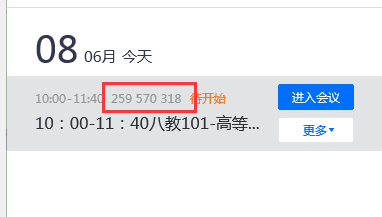 08 06月 今天
10:00-11:40 259 570 318 待开始
进入会议
10：00-11：40八教101-高等...
更多